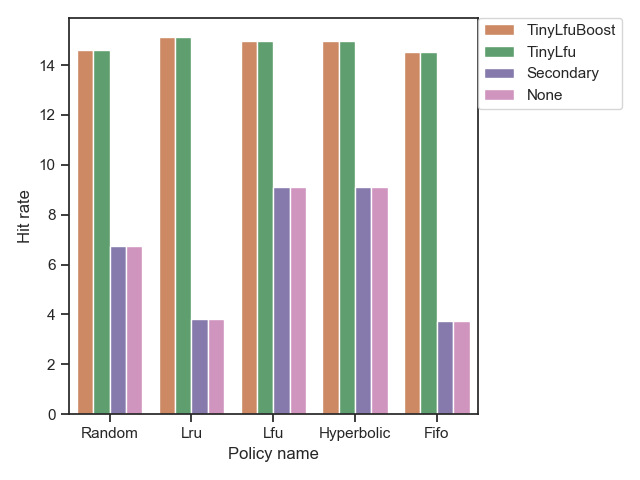 TinyLfuBoost
TinyLfu
Secondary
None
Hit rate
14
12
10
8
6
4
2
0
Random Lru Lfu Hyperbolic Fifo
Policy name